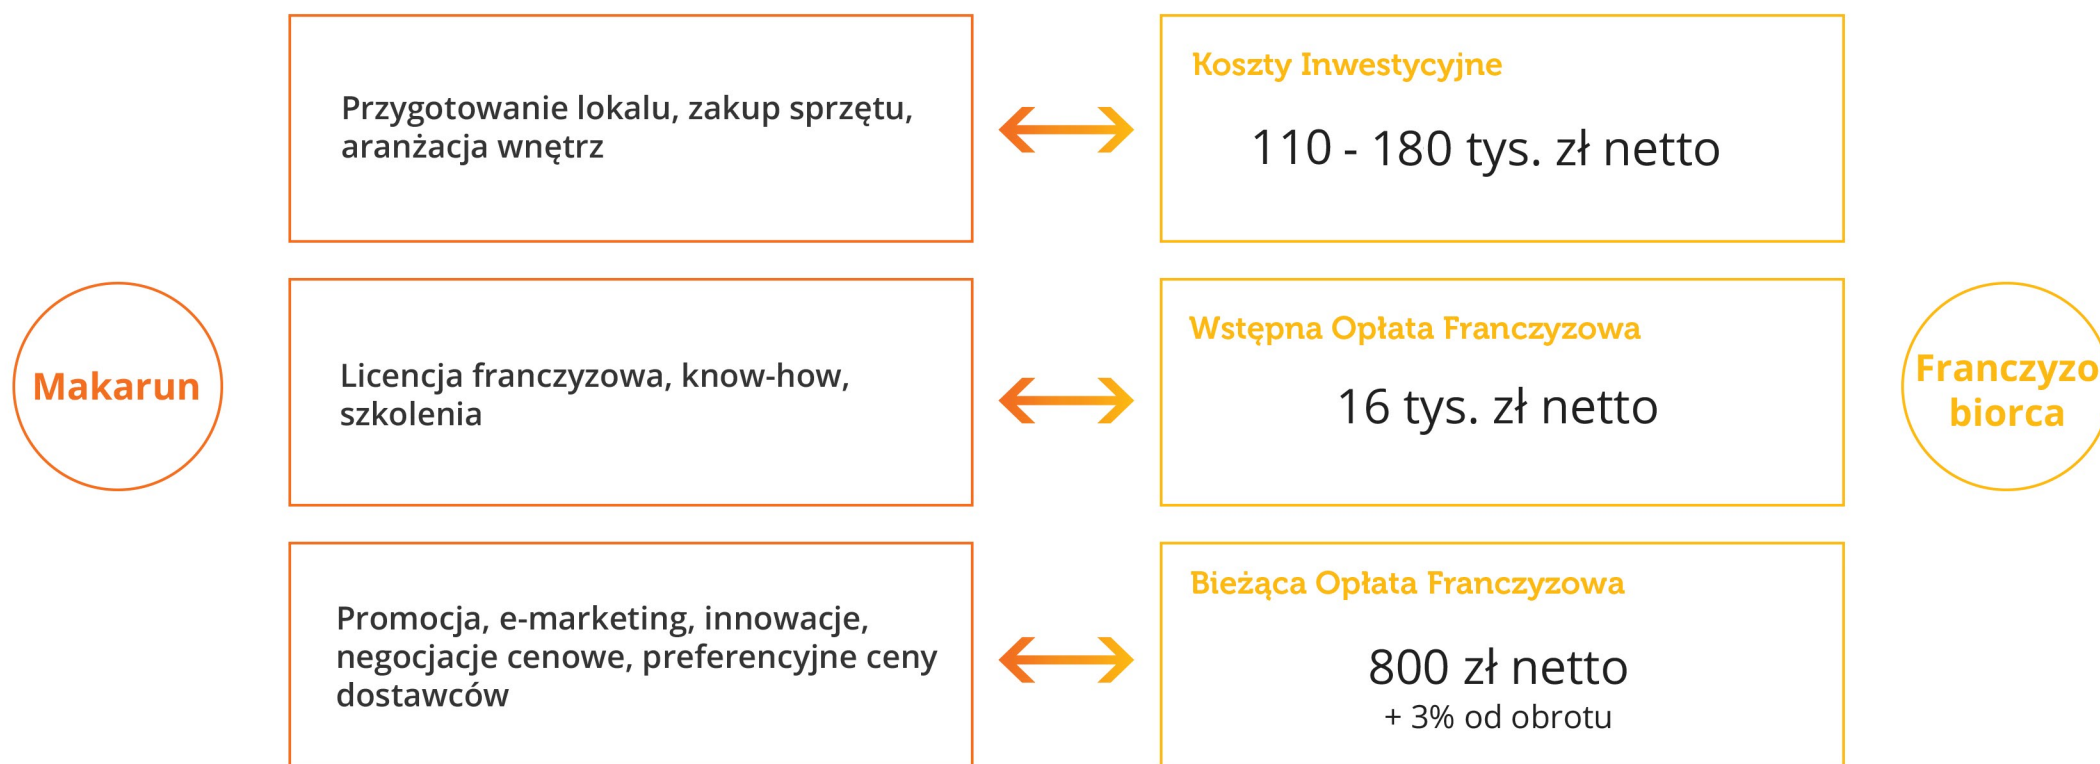 Makarun
Przygotowanie lokalu, zakup sprzętu,
aranżacja wnętrz
Koszty Inwestycyjne
110 - 180 tys. zł netto
Licencja franczyzowa, know-how,
szkolenia
Wstępna Opłata Franczyzowa
16 tys. zł netto
Promocja, e-marketing, innowacje,
negocjacje cenowe, preferencyjne ceny
dostawców
Bieżąca Opłata Franczyzowa
800 zł netto
+ 3% od obrotu
Franczyzo
biorca